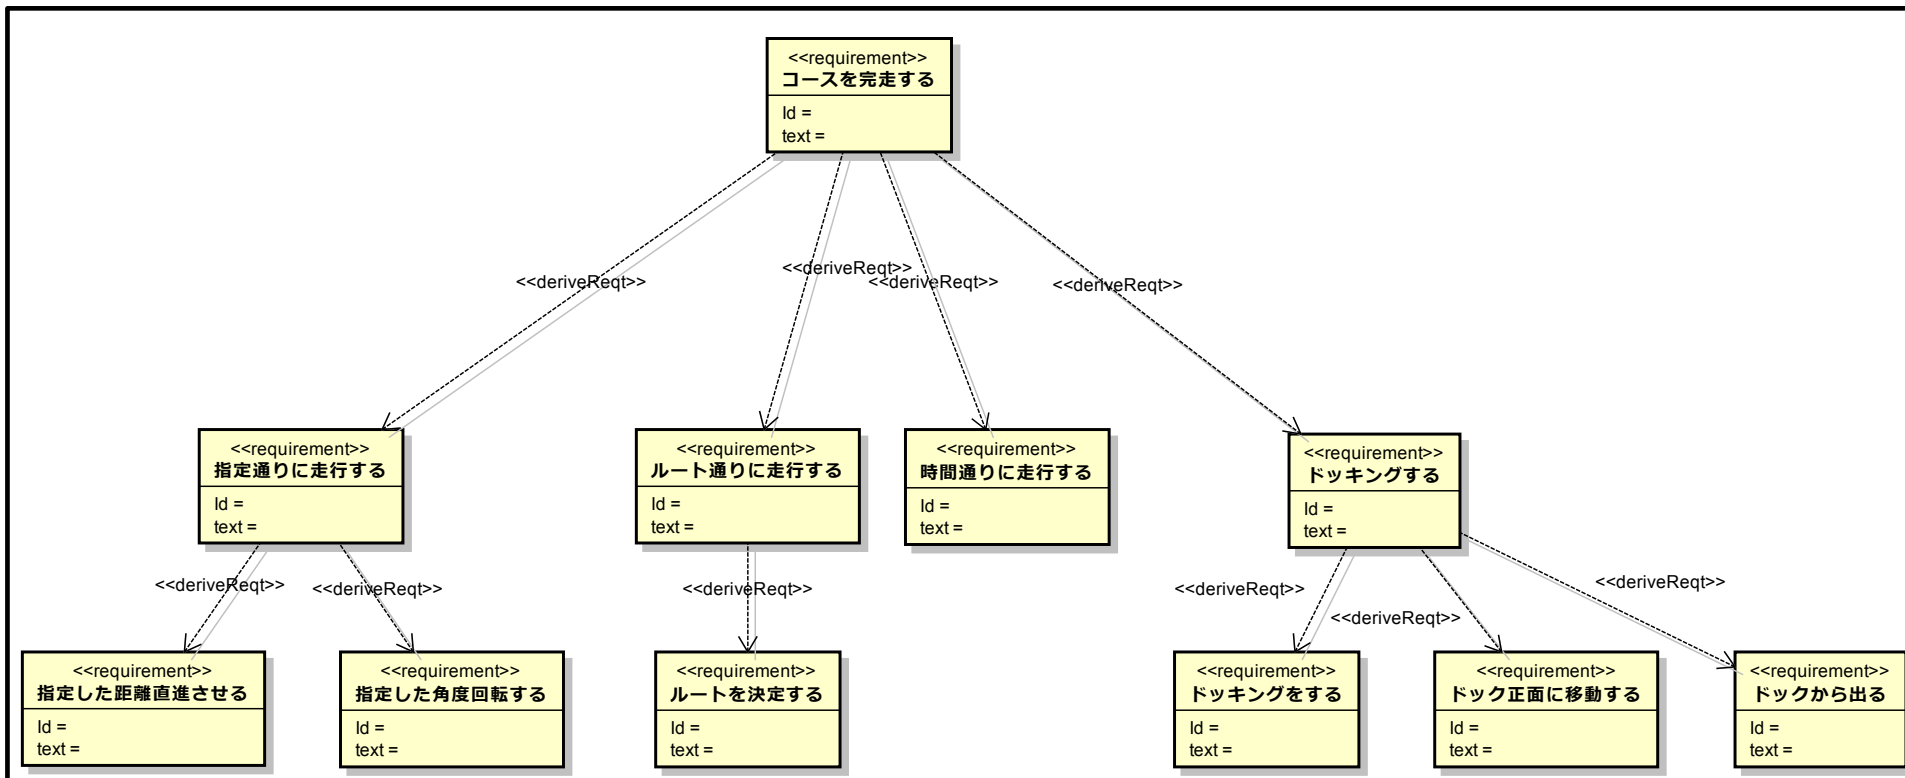 <<requirement>>
コースを完走する
Id =
text =
<<deriveReqt>>
<<deriveReqt>>
<<deriveReqt>>
<<deriveReqt>>
<<requirement>>
指定通りに走行する
Id =
text =
<<requirement>>
ルート通りに走行する
Id =
text =
<<requirement>>
時間通りに走行する
Id =
text =
<<requirement>>
ドッキングする
Id =
text =
<<deriveReqt>>
<<deriveReqt>>
<<deriveReqt>>
<<deriveReqt>>
<<deriveReqt>>
<<deriveReqt>>
<<requirement>>
指定した距離直進させる
Id =
text =
<<requirement>>
指定した角度回転する
Id =
text =
<<requirement>>
ルートを決定する
Id =
text =
<<requirement>>
ドッキングをする
Id =
text =
<<requirement>>
ドック正面に移動する
Id =
text =
<<requirement>>
ドックから出る
Id =
text =